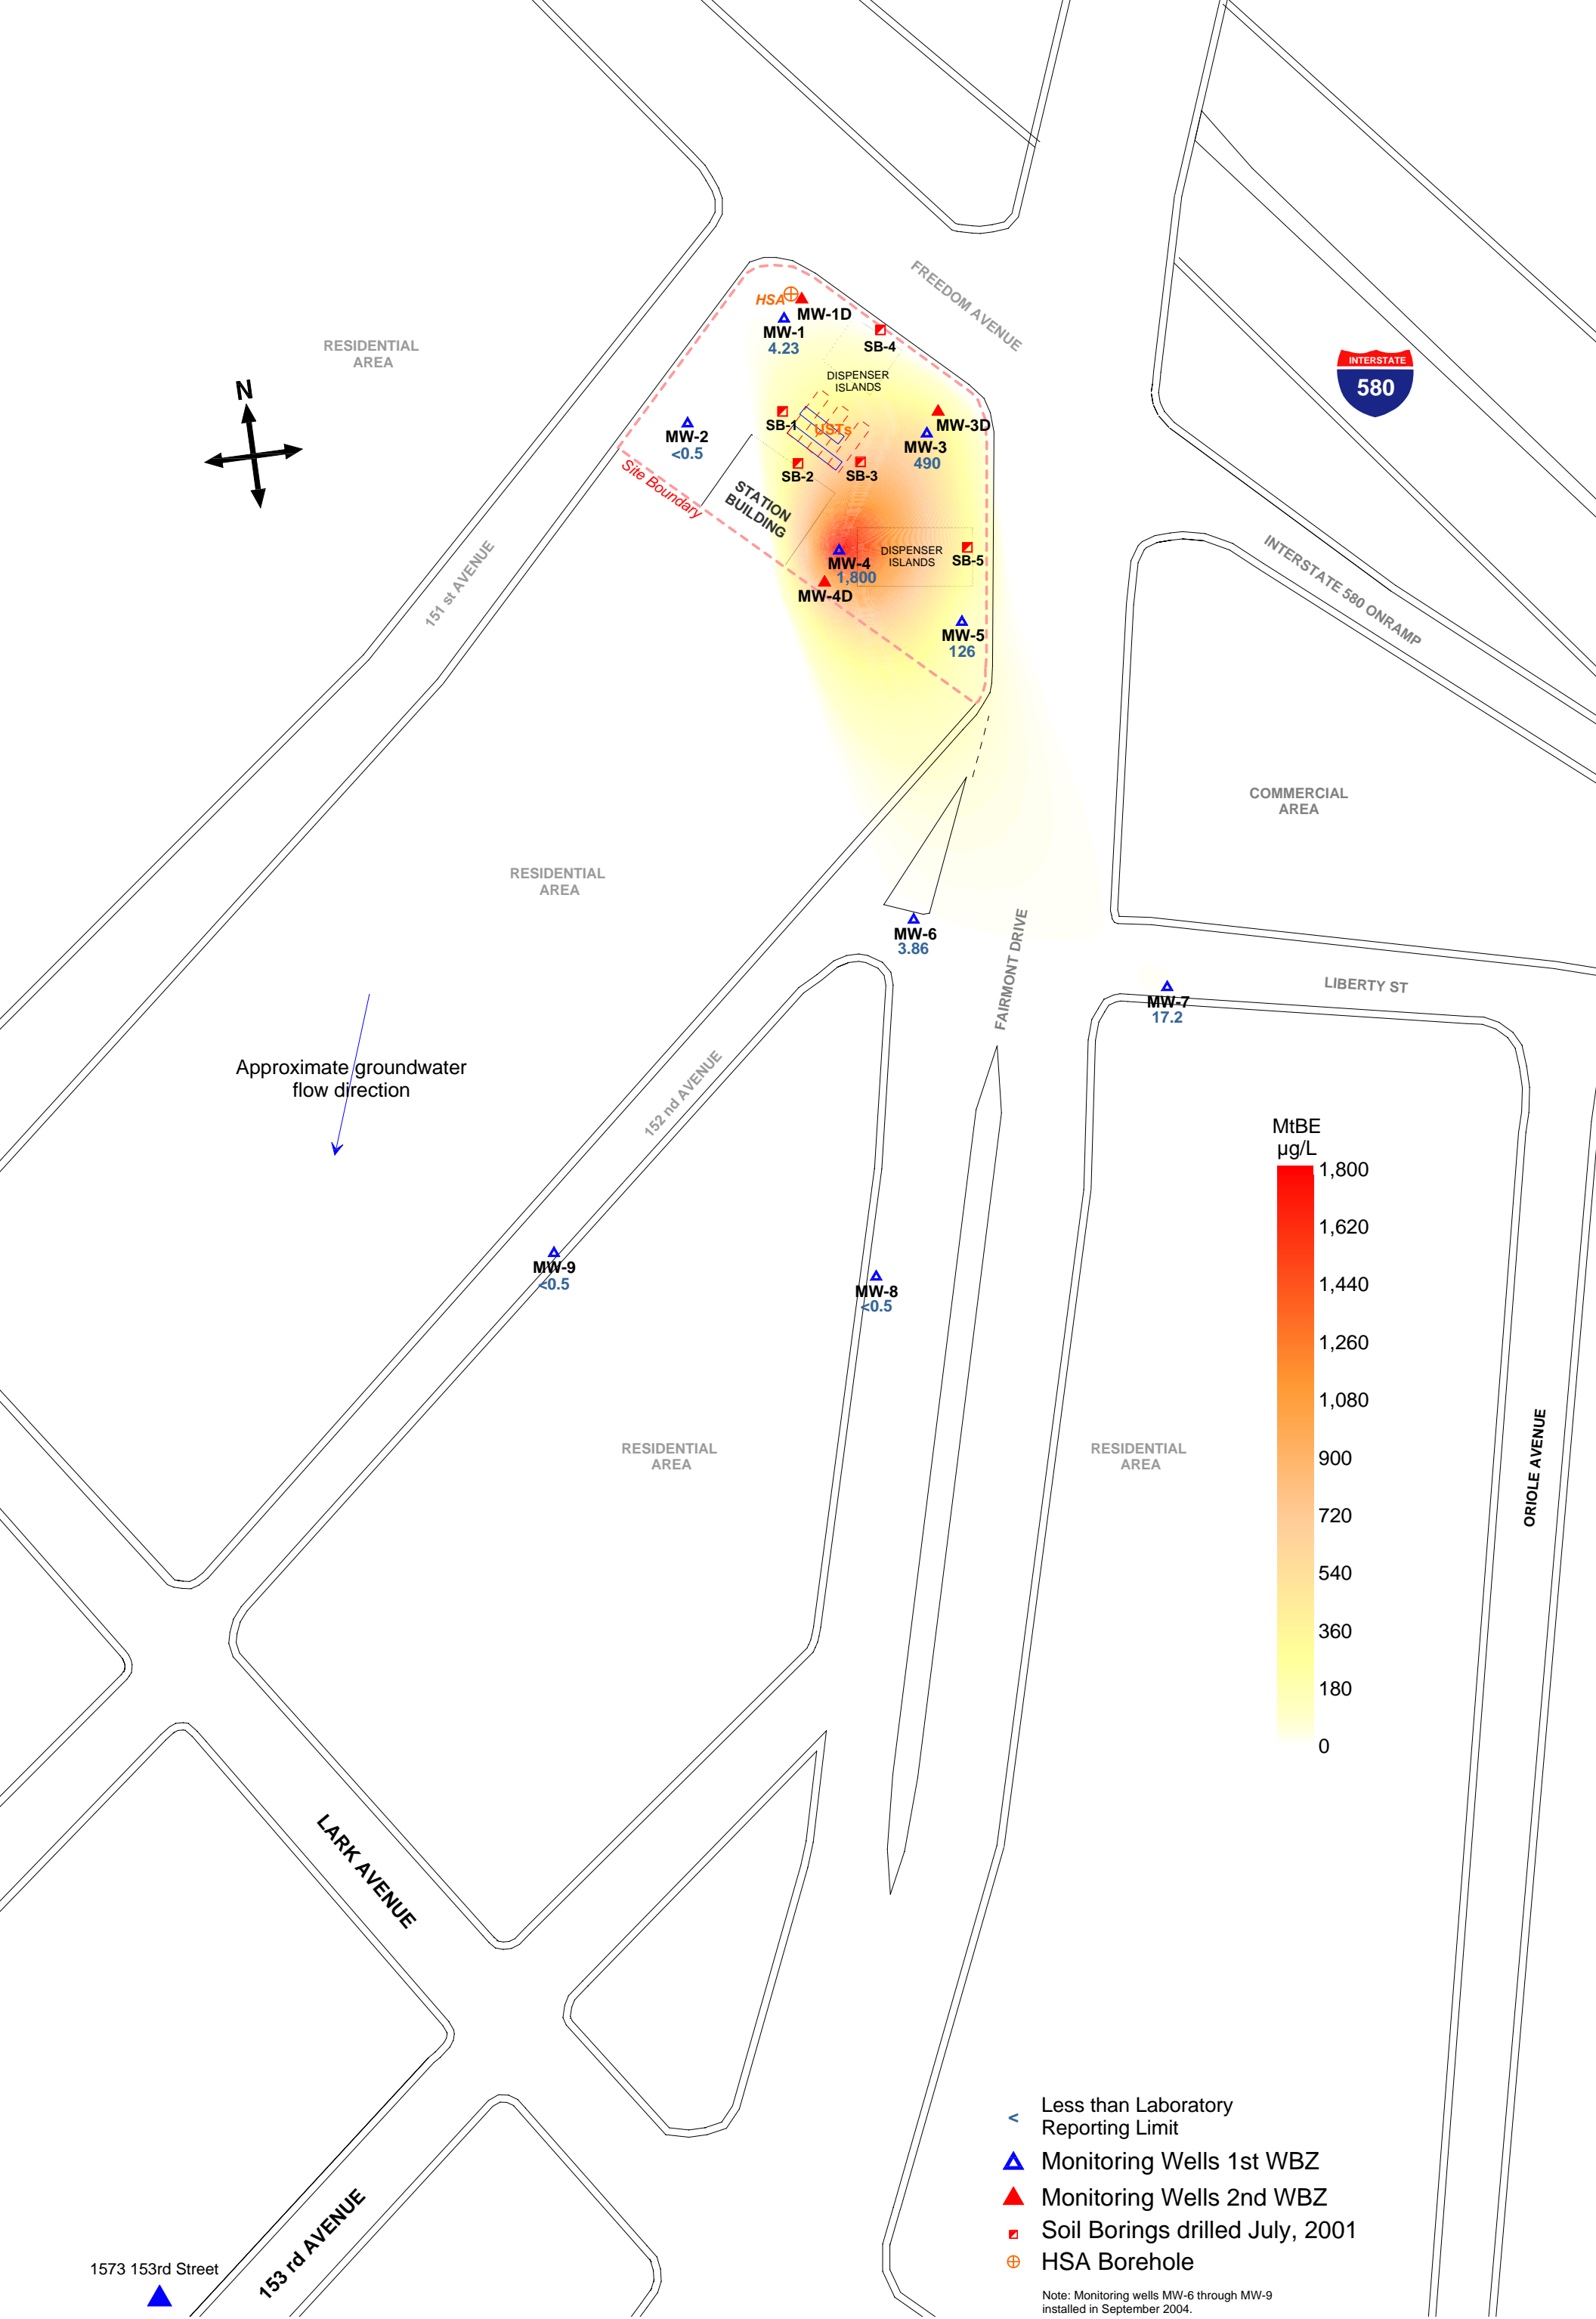 FREEDOM AVENUE
HSA
MW-1D
MW-1
4.23
SB-4
RESIDENTIAL
AREA
INTERSTATE
580
DISPENSER
ISLANDS
N
SB-1
USTs
MW-3D
MW-3
490
MW-2
<0.5
SB-2
SB-3
Site Boundary
STATION
BUILDING
151 st AVENUE
MW-4
1,800
DISPENSER
ISLANDS
SB-5
MW-4D
INTERSTATE 580 ONRAMP
MW-5
126
COMMERCIAL
AREA
RESIDENTIAL
AREA
MW-6
3.86
FAIRMONT DRIVE
LIBERTY ST
MW-7
17.2
Approximate groundwater
flow direction
152 nd AVENUE
MtBE
µg/L
1,800
1,620
1,440
1,260
1,080
900
720
540
360
180
0
MW-9
<0.5
MW-8
<0.5
RESIDENTIAL
AREA
RESIDENTIAL
AREA
ORIOLE AVENUE
LARK AVENUE
153 rd AVENUE
1573 153rd Street
< Less than Laboratory
Reporting Limit
Monitoring Wells 1st WBZ
Monitoring Wells 2nd WBZ
Soil Borings drilled July, 2001
HSA Borehole
Note: Monitoring wells MW-6 through MW-9
installed in September 2004.